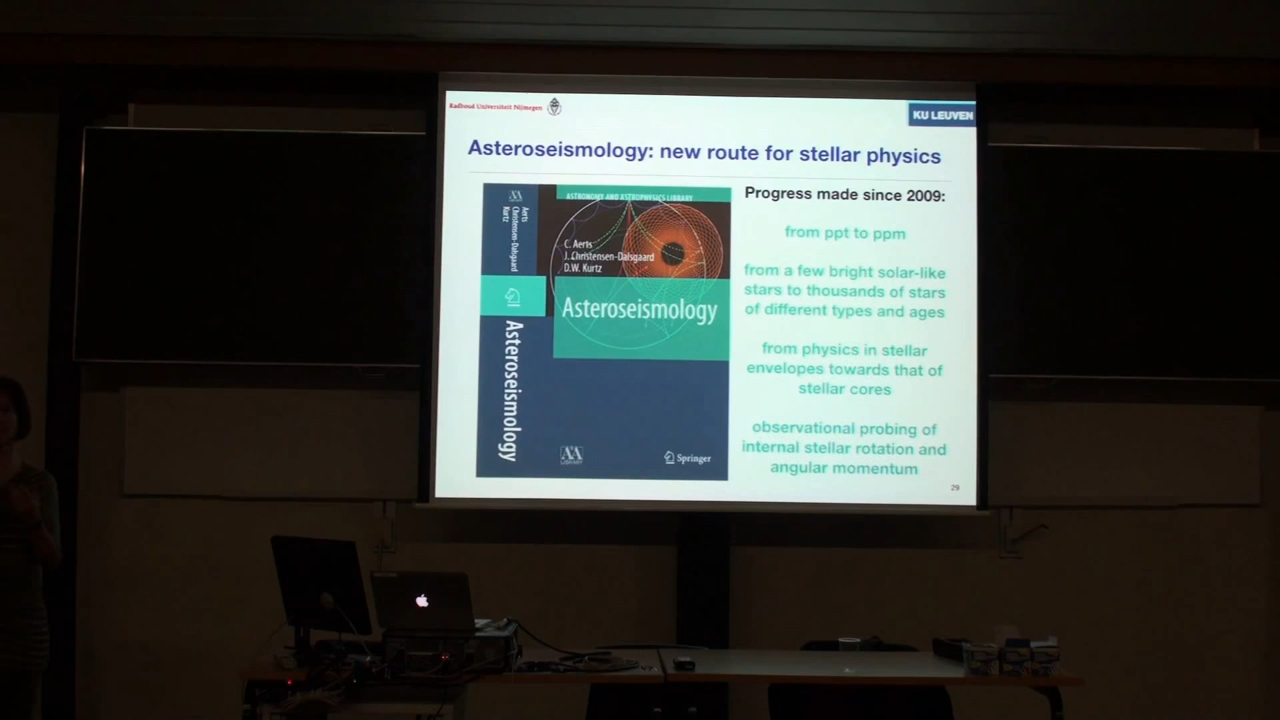 Radboud Universiteit Nijmegen
KU LEUVEN
Asteroseismology: new route for stellar physics
Aerts
Christensen-Dalsgaard
Kurtz
Asteroseismology
ASTRONOMY AND ASTROPHYSICS LIBRARY
C. Aerts
J. Christensen-Dalsgaard
D.W. Kurtz
Asteroseismology
AA
LIBRARY
Springer
Progress made since 2009:
from ppt to ppm
from a few bright solar-like
stars to thousands of stars
of different types and ages
from physics in stellar
envelopes towards that of
stellar cores
observational probing of
internal stellar rotation and
angular momentum
29